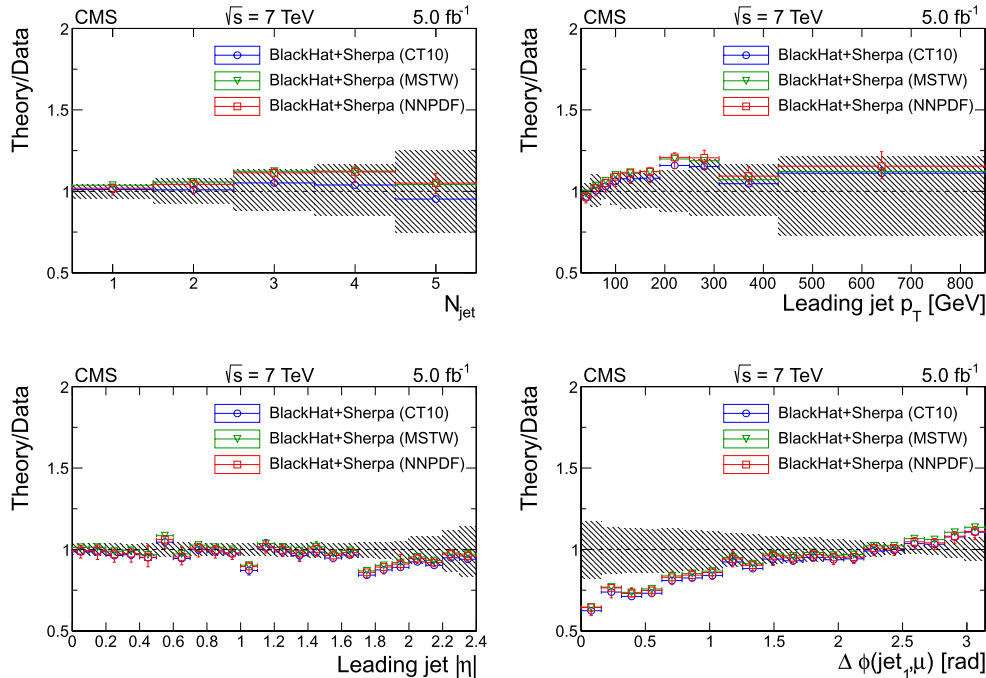 CMS √s = 7 TeV 5.0 fb⁻¹
Theory/Data
BlackHat+Sherpa (CT10)
BlackHat+Sherpa (MSTW)
BlackHat+Sherpa (NNPDF)
2
1.5
1
0.5
1 2 3 4 5
N_jet
CMS √s = 7 TeV 5.0 fb⁻¹
Theory/Data
BlackHat+Sherpa (CT10)
BlackHat+Sherpa (MSTW)
BlackHat+Sherpa (NNPDF)
2
1.5
1
0.5
100 200 300 400 500 600 700 800
Leading jet p_T [GeV]
CMS √s = 7 TeV 5.0 fb⁻¹
Theory/Data
BlackHat+Sherpa (CT10)
BlackHat+Sherpa (MSTW)
BlackHat+Sherpa (NNPDF)
2
1.5
1
0.5
0 0.2 0.4 0.6 0.8 1 1.2 1.4 1.6 1.8 2 2.2 2.4
Leading jet |η|
CMS √s = 7 TeV 5.0 fb⁻¹
Theory/Data
BlackHat+Sherpa (CT10)
BlackHat+Sherpa (MSTW)
BlackHat+Sherpa (NNPDF)
2
1.5
1
0.5
0 0.5 1 1.5 2 2.5 3
Δ ϕ(jet₁,μ) [rad]